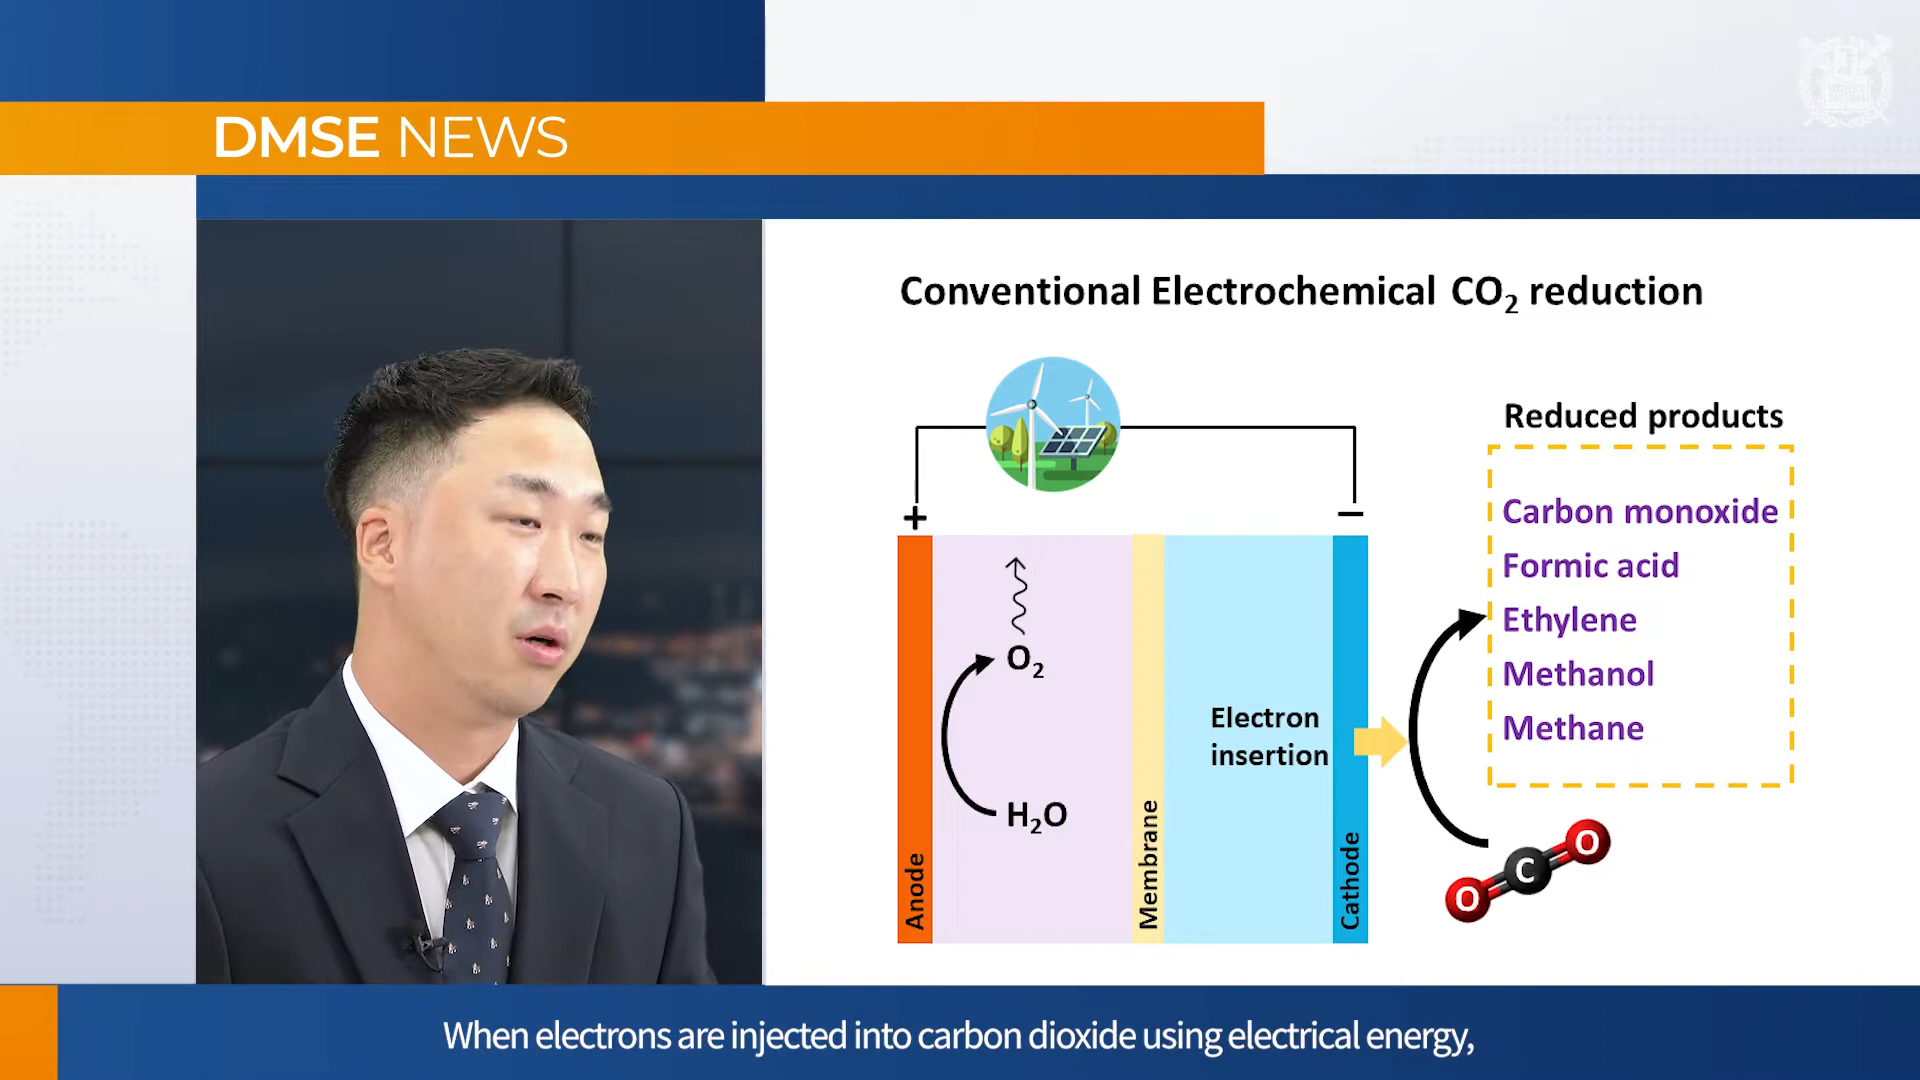 DMSE NEWS
Conventional Electrochemical CO₂ reduction
Reduced products
Carbon monoxide
Formic acid
Ethylene
Methanol
Methane
+
−
O₂
H₂O
Electron
insertion
Anode
Membrane
Cathode
O
C
O
When electrons are injected into carbon dioxide using electrical energy,